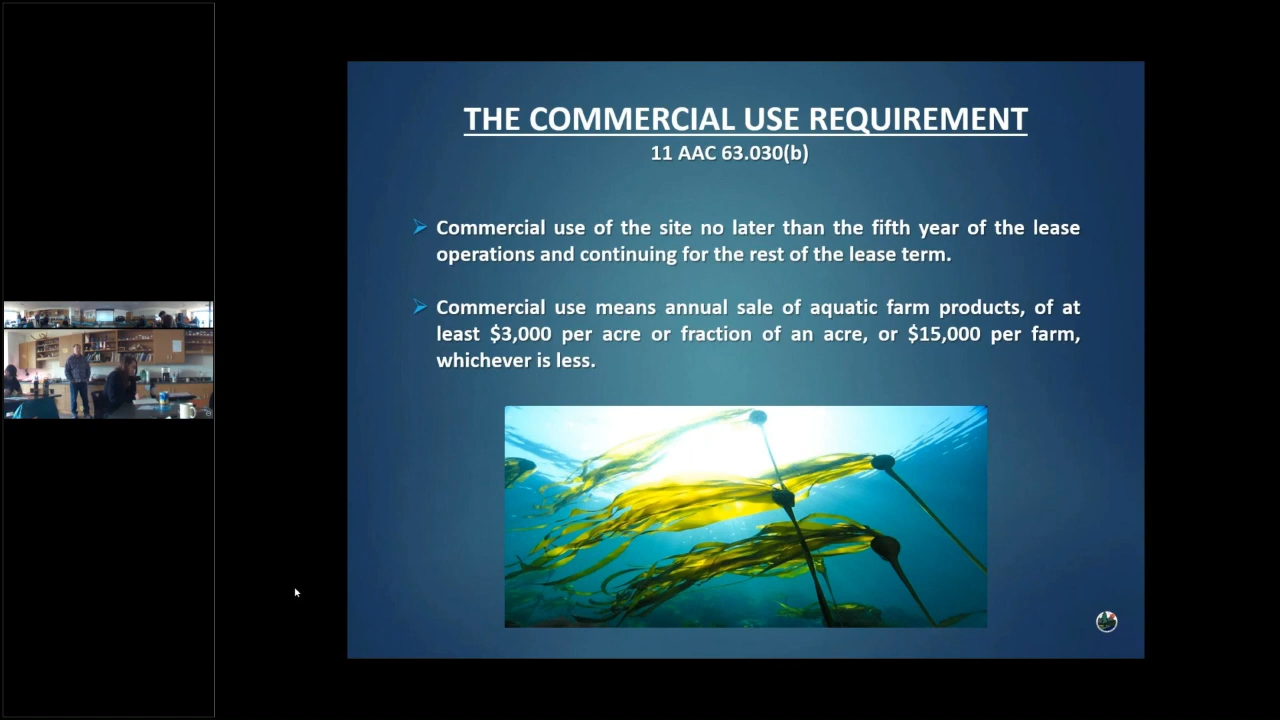 THE COMMERCIAL USE REQUIREMENT
11 AAC 63.030(b)
Commercial use of the site no later than the fifth year of the lease
operations and continuing for the rest of the lease term.
Commercial use means annual sale of aquatic farm products, of at
least $3,000 per acre or fraction of an acre, or $15,000 per farm,
whichever is less.